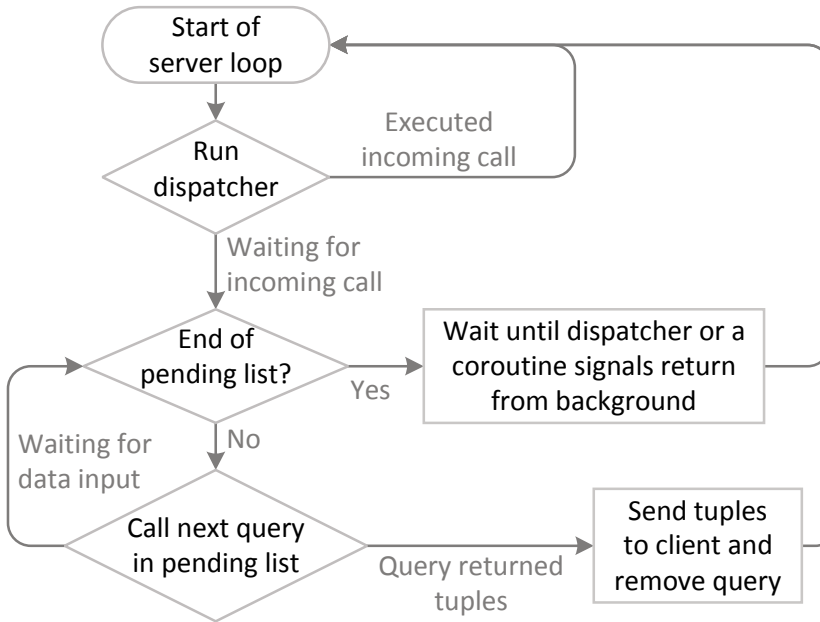 Start of
server loop
Executed
incoming call
Run
dispatcher
Waiting for
incoming call
End of
pending list?
Yes
Wait until dispatcher or a
coroutine signals return
from background
No
Waiting for
data input
Call next query
in pending list
Query returned
tuples
Send tuples
to client and
remove query